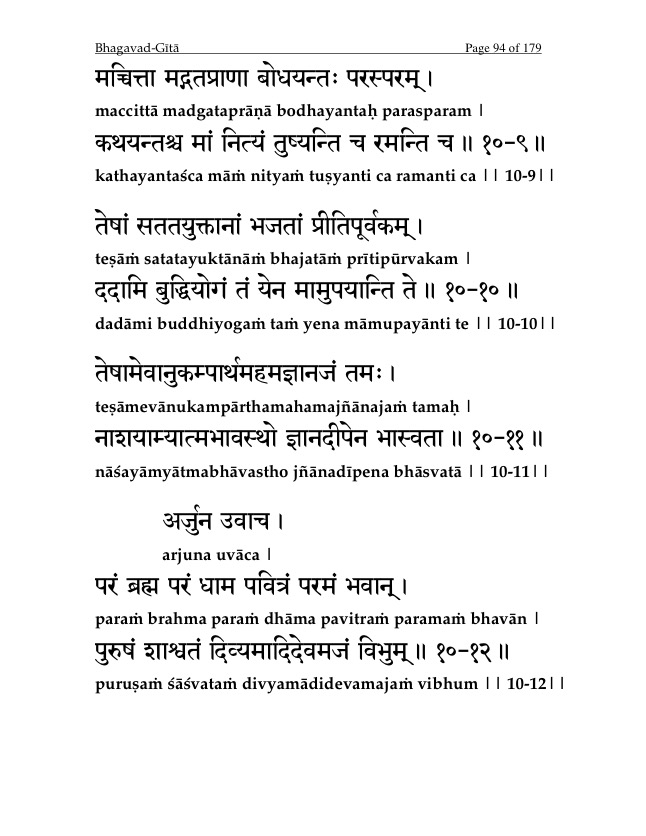 Bhagavad-Gītā Page 94 of 179
मच्चित्ता मद्गतप्राणा बोधयन्तः परस्परम्।
maccittā madgataprāṇā bodhayantaḥ parasparam |
कथयन्तश्च मां नित्यं तुष्यन्ति च रमन्ति च॥ १०-९॥
kathayantaśca māṁ nityaṁ tuṣyanti ca ramanti ca || 10-9||
तेषां सततयुक्तानां भजतां प्रीतिपूर्वकम्।
teṣāṁ satatayuktānāṁ bhajatāṁ prītipūrvakam |
ददामि बुद्धियोगं तं येन मामुपयान्ति ते॥ १०-१०॥
dadāmi buddhiyogaṁ taṁ yena māmupayānti te || 10-10||
तेषामेवानुकम्पार्थमहमज्ञानजं तमः।
teṣāmevānukampārthamahamajñānajaṁ tamaḥ |
नाशयाम्यात्मभावस्थो ज्ञानदीपेन भास्वता॥ १०-११॥
nāśayāmyātmabhāvastho jñānadīpena bhāsvatā || 10-11||
अर्जुन उवाच।
arjuna uvāca |
परं ब्रह्म परं धाम पवित्रं परमं भवान्।
paraṁ brahma paraṁ dhāma pavitraṁ paramaṁ bhavān |
पुरुषं शाश्वतं दिव्यमादिदेवमजं विभुम्॥ १०-१२॥
puruṣaṁ śāśvataṁ divyamādidevamajaṁ vibhum || 10-12||